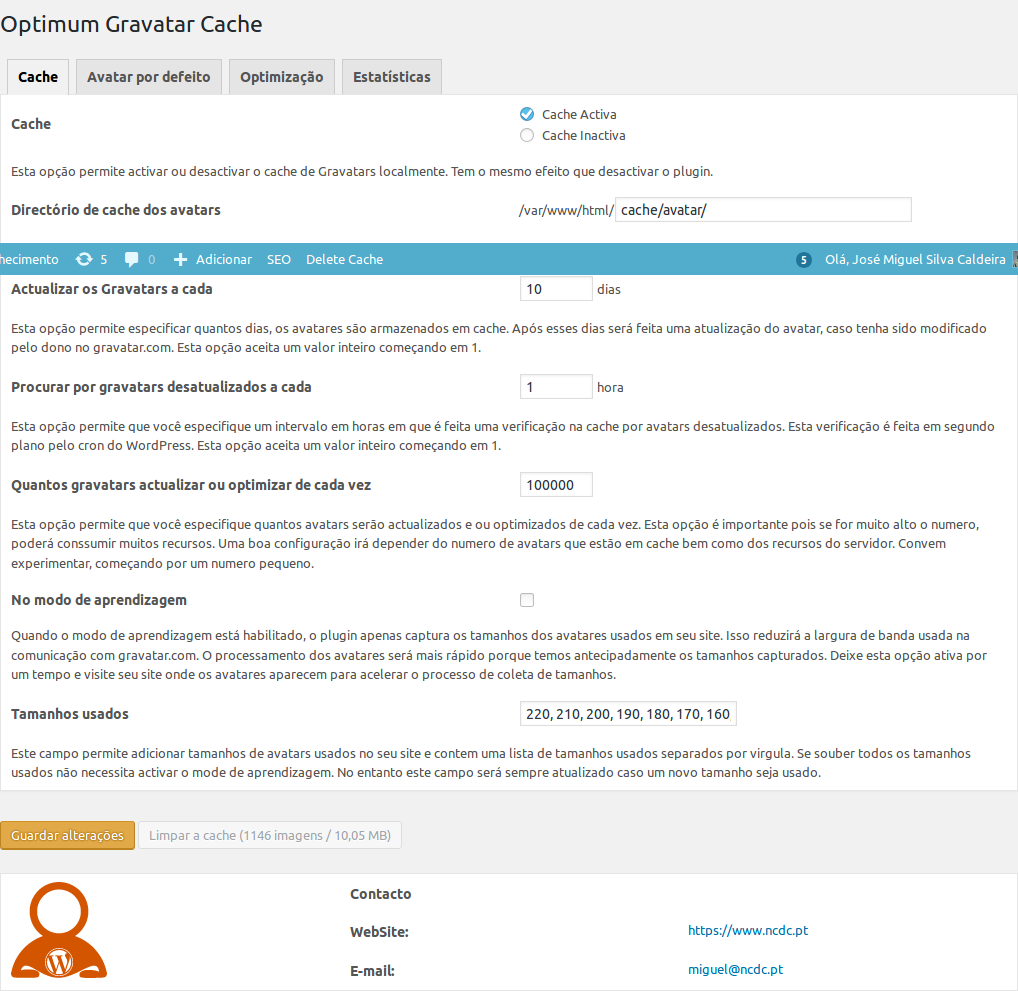 Optimum Gravatar Cache
Cache Avatar por defeito Optimização Estatísticas
Cache
Cache Activa
Cache Inactiva
Esta opção permite activar ou desactivar o cache de Gravatars localmente. Tem o mesmo efeito que desactivar o plugin.
Directório de cache dos avatars /var/www/html/ cache/avatar/
hecimento 5 0 Adicionar SEO Delete Cache 5 Olá, José Miguel Silva Caldeira
Actualizar os Gravatars a cada 10 dias
Esta opção permite especificar quantos dias, os avatares são armazenados em cache. Após esses dias será feita uma atualização do avatar, caso tenha sido modificado
pelo dono no gravatar.com. Esta opção aceita um valor inteiro começando em 1.
Procurar por gravatars desatualizados a cada 1 hora
Esta opção permite que você especifique um intervalo em horas em que é feita uma verificação na cache por avatars desatualizados. Esta verificação é feita em segundo
plano pelo cron do WordPress. Esta opção aceita um valor inteiro começando em 1.
Quantos gravatars actualizar ou optimizar de cada vez 100000
Esta opção permite que você especifique quantos avatars serão actualizados e ou optimizados de cada vez. Esta opção é importante pois se for muito alto o numero,
poderá conssumir muitos recursos. Uma boa configuração irá depender do numero de avatars que estão em cache bem como dos recursos do servidor. Convem
experimentar, começando por um numero pequeno.
No modo de aprendizagem
Quando o modo de aprendizagem está habilitado, o plugin apenas captura os tamanhos dos avatares usados em seu site. Isso reduzirá a largura de banda usada na
comunicação com gravatar.com. O processamento dos avatares será mais rápido porque temos antecipadamente os tamanhos capturados. Deixe esta opção ativa por
um tempo e visite seu site onde os avatares aparecem para acelerar o processo de coleta de tamanhos.
Tamanhos usados 220, 210, 200, 190, 180, 170, 160
Este campo permite adicionar tamanhos de avatars usados no seu site e contem uma lista de tamanhos usados separados por virgula. Se souber todos os tamanhos
usados não necessita activar o mode de aprendizagem. No entanto este campo será sempre atualizado caso um novo tamanho seja usado.
Guardar alterações Limpar a cache (1146 imagens / 10,05 MB)
Contacto
WebSite: https://www.ncdc.pt
E-mail: miguel@ncdc.pt